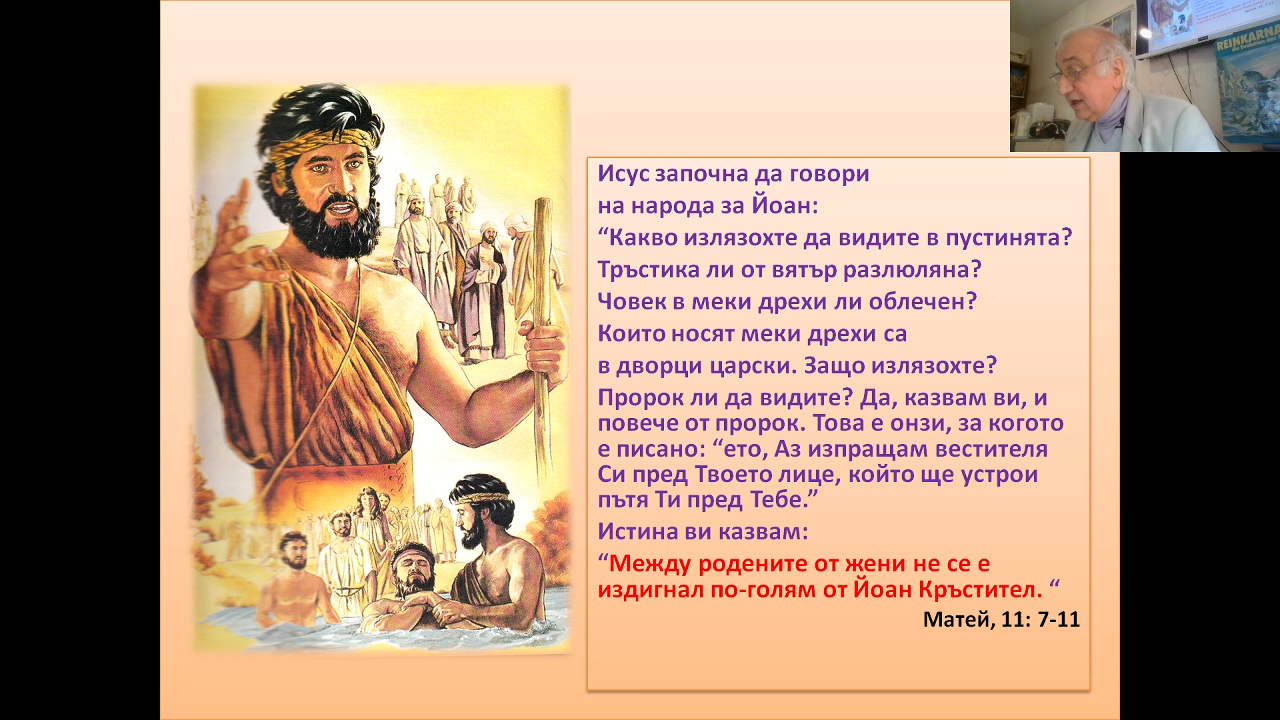 REINKARNA
Исус започна да говори
на народа за Йоан:
“Какво излязохте да видите в пустинята?
Тръстика ли от вятър разлюляна?
Човек в меки дрехи ли облечен?
Които носят меки дрехи са
в дворци царски. Защо излязохте?
Пророк ли да видите? Да, казвам ви, и
повече от пророк. Това е онзи, за когото
е писано: “ето, Аз изпращам вестителя
Си пред Твоето лице, който ще устрои
пътя Ти пред Тебе.”
Истина ви казвам:
“Между родените от жени не се е
издигнал по-голям от Йоан Кръстител. “
Матей, 11: 7-11